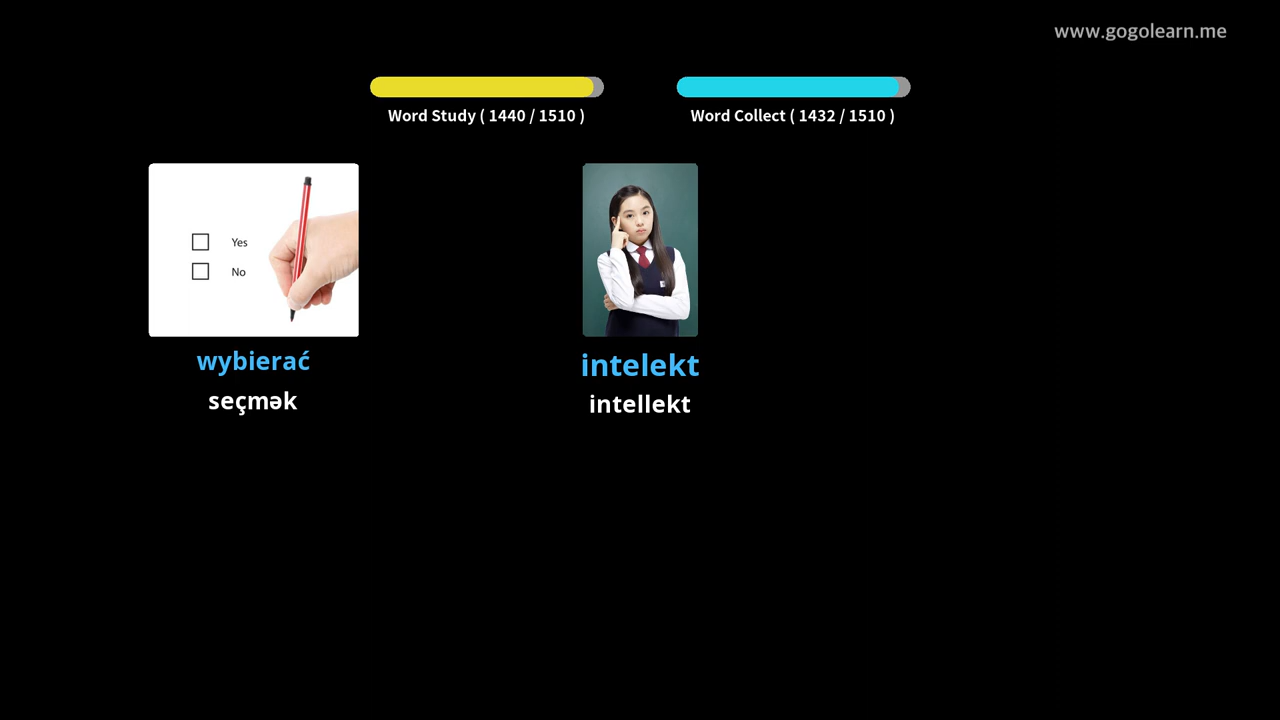 www.gogolearn.me
Word Study ( 1440 / 1510 )
Word Collect ( 1432 / 1510 )
Yes
No
wybierać
seçmək
intelekt
intellekt